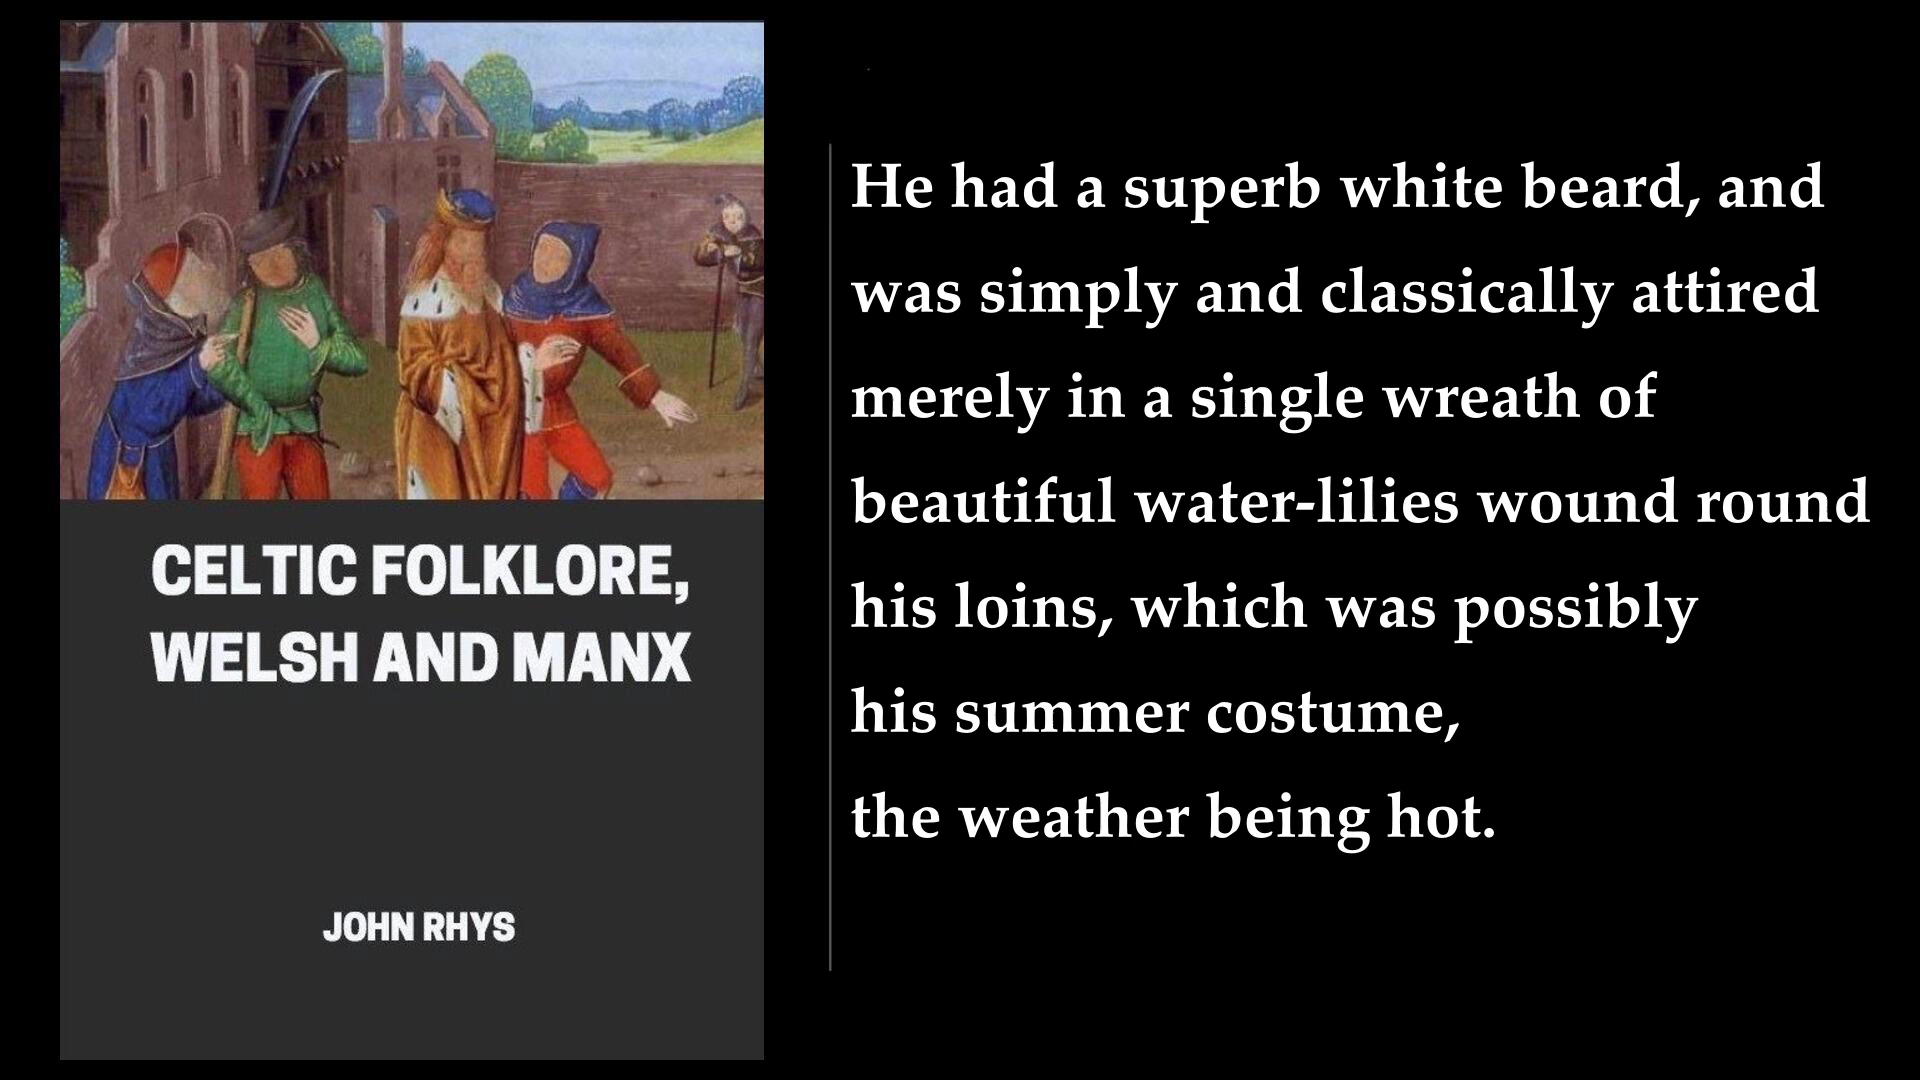 CELTIC FOLKLORE,
WELSH AND MANX
JOHN RHYS
He had a superb white beard, and
was simply and classically attired
merely in a single wreath of
beautiful water-lilies wound round
his loins, which was possibly
his summer costume,
the weather being hot.